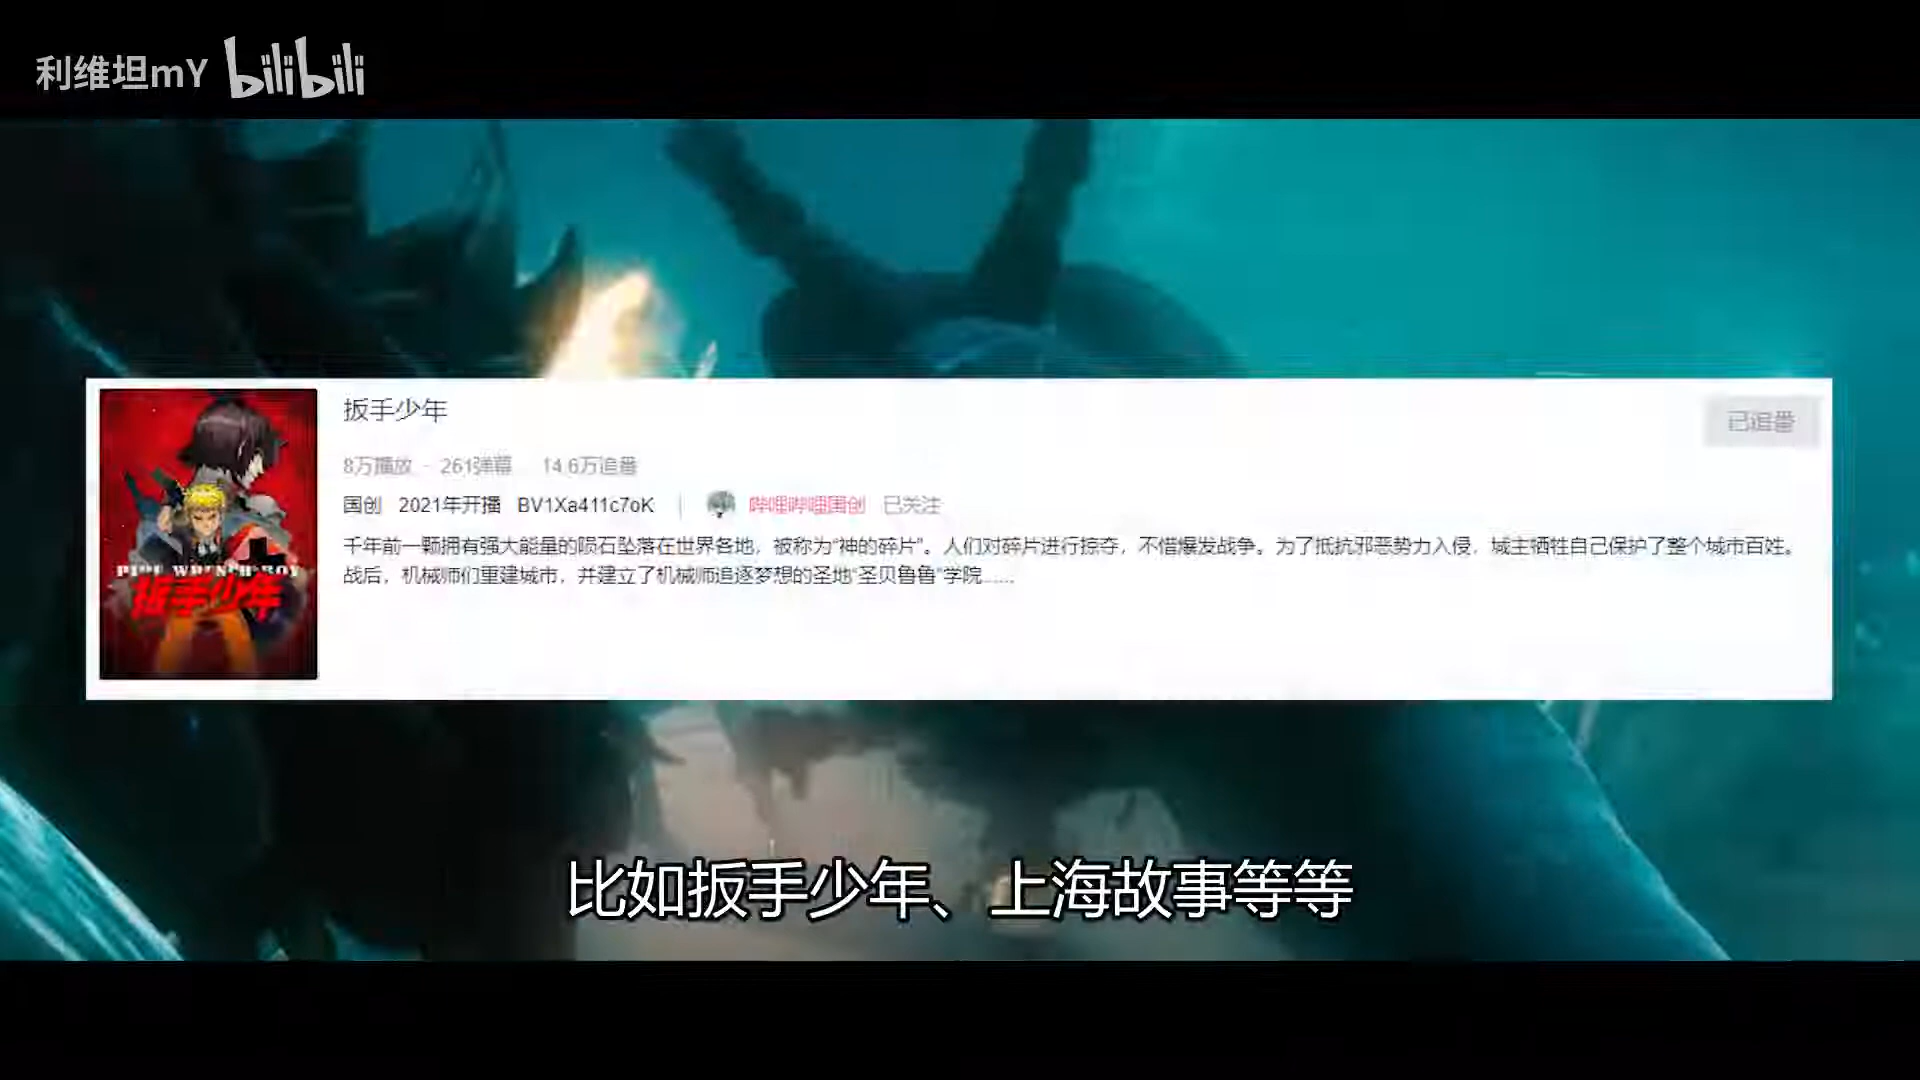 利维坦mY bilibili
扳手少年
已追番
8万播放 · 261弹幕 · 14.6万追番
国创 2021年开播 BV1Xa411c7oK | 哔哩哔哩国创 已关注
千年前一颗拥有强大能量的陨石坠落在世界各地，被称为“神的碎片”。人们对碎片进行掠夺，不惜爆发战争。为了抵抗邪恶势力入侵，城主牺牲自己保护了整个城市百姓。
战后，机械师们重建城市，并建立了机械师追逐梦想的圣地“圣贝鲁鲁”学院……
PIPE WRENCH BOY
扳手少年
比如扳手少年、上海故事等等